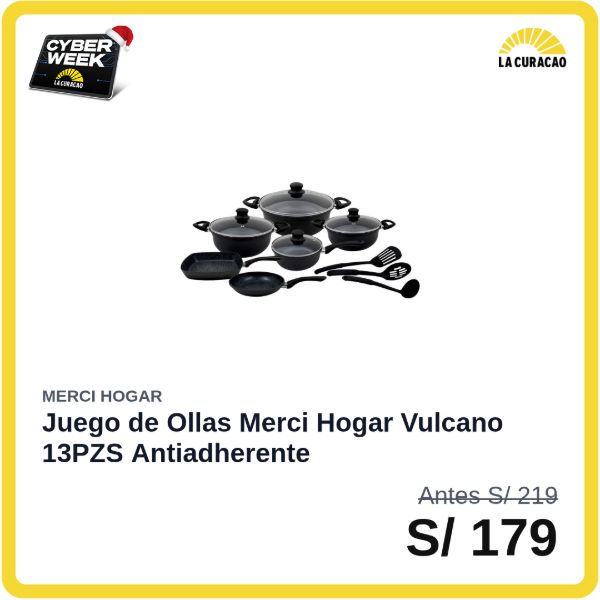 CYBER
WEEK
LA CURACAO
LA CURACAO
MERCI HOGAR
Juego de Ollas Merci Hogar Vulcano
13PZS Antiadherente
Antes S/ 219
S/ 179